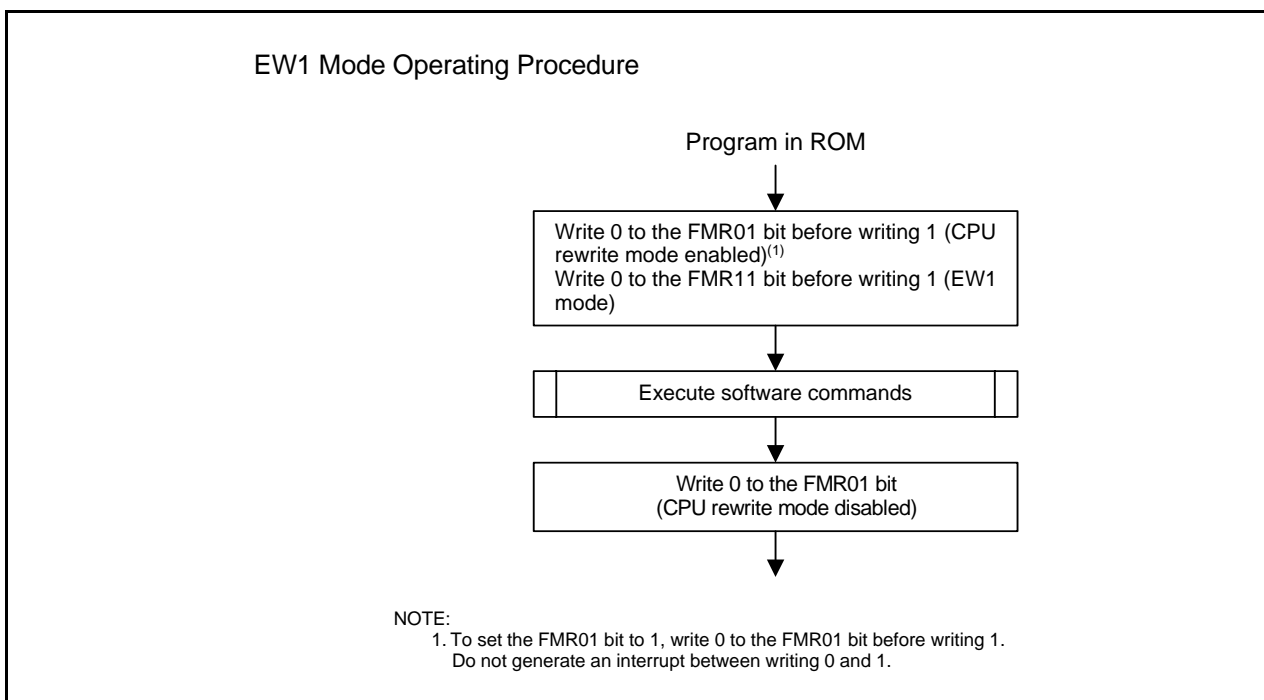 EW1 Mode Operating Procedure
Program in ROM
Write 0 to the FMR01 bit before writing 1 (CPU
rewrite mode enabled)(1)
Write 0 to the FMR11 bit before writing 1 (EW1
mode)
Execute software commands
Write 0 to the FMR01 bit
(CPU rewrite mode disabled)
NOTE:
1. To set the FMR01 bit to 1, write 0 to the FMR01 bit before writing 1.
Do not generate an interrupt between writing 0 and 1.